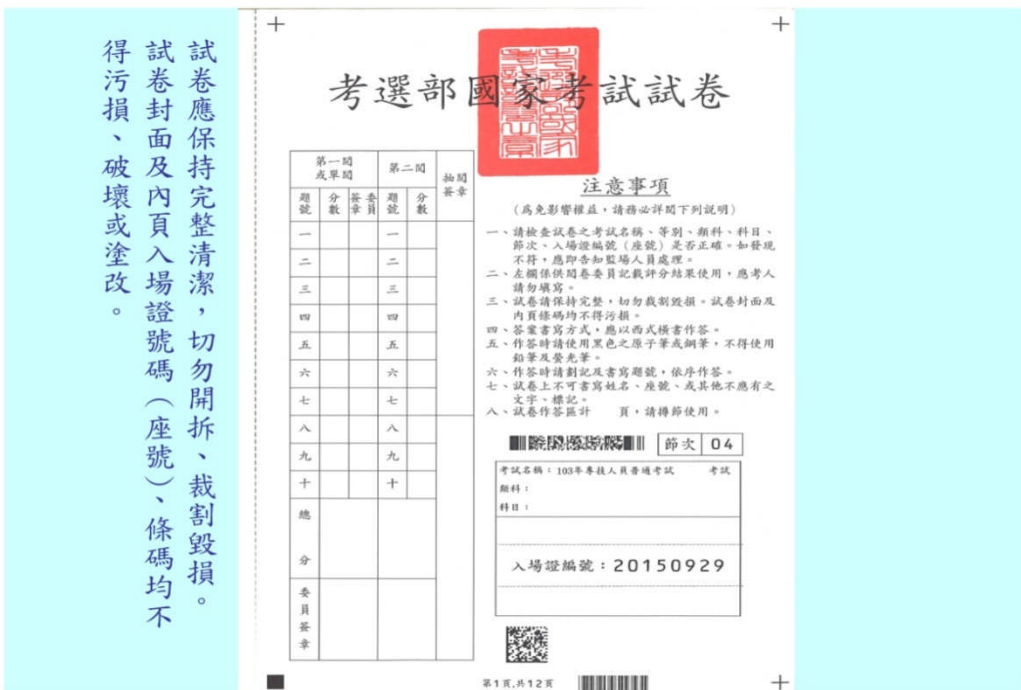 試卷應保持完整清潔，切勿開拆、裁割毀損。
試卷封面及內頁入場證號碼（座號）、條碼均不
得污損、破壞或塗改。
考選部國家考試試卷
第一閱
或單閱
第二閱
抽閱
簽章
題號
分數
委員
簽章
題號
分數
一 一
二 二
三 三
四 四
五 五
六 六
七 七
八 八
九 九
十 十
總分
委員簽章
注意事項
（為免影響權益，請務必詳閱下列說明）
一、請檢查試卷之考試名稱、等別、類科、科目、
節次、入場證編號（座號）是否正確。如發現
不符，應即告知監場人員處理。
二、左欄係供閱卷委員記載評分結果使用，應考人
請勿填寫。
三、試卷請保持完整，切勿裁割毀損。試卷封面及
內頁條碼均不得污損。
四、答案書寫方式，應以西式橫書作答。
五、作答時請使用黑色之原子筆或鋼筆，不得使用
鉛筆及螢光筆。
六、作答時請劃記及書寫題號，依序作答。
七、試卷上不可書寫姓名、座號、或其他不應有之
文字、標記。
八、試卷作答區計　頁，請撙節使用。
節次 04
考試名稱：103年專技人員普通考試 考試
類科：
科目：
入場證編號：20150929
第1頁,共12頁